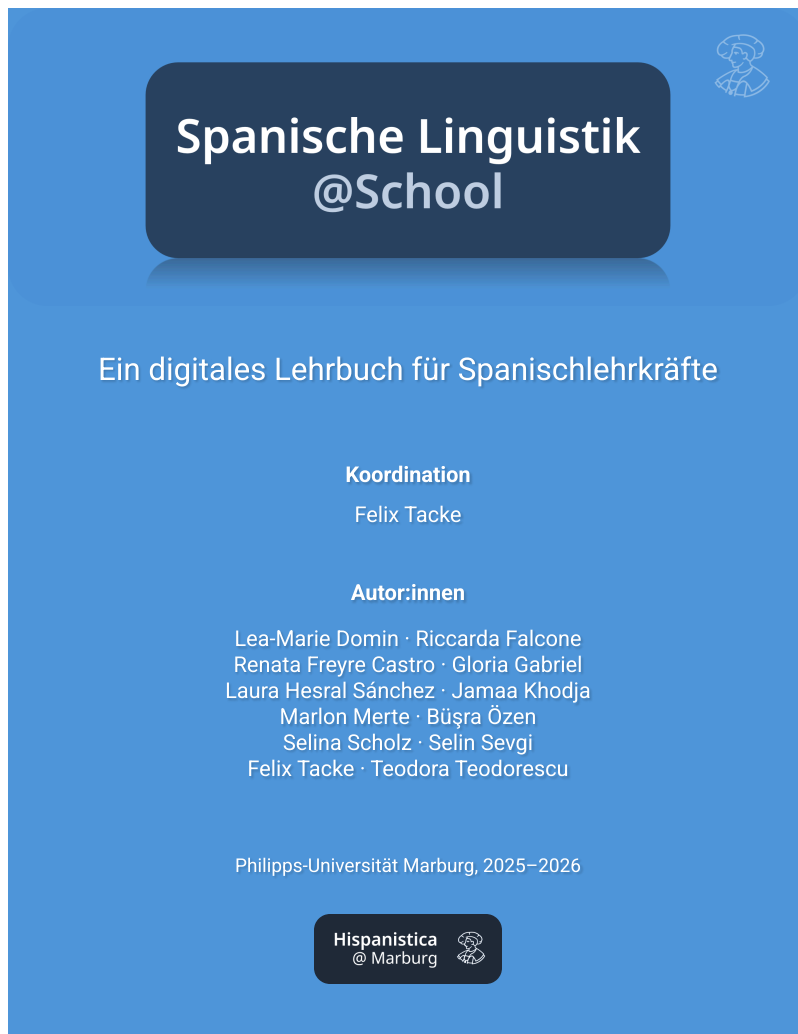 Spanische Linguistik
@School
Ein digitales Lehrbuch für Spanischlehrkräfte
Koordination
Felix Tacke
Autor:innen
Lea-Marie Domin · Riccarda Falcone
Renata Freyre Castro · Gloria Gabriel
Laura Hesral Sánchez · Jamaa Khodja
Marlon Merte · Büşra Özen
Selina Scholz · Selin Sevgi
Felix Tacke · Teodora Teodorescu
Philipps-Universität Marburg, 2025–2026
Hispanistica
@ Marburg